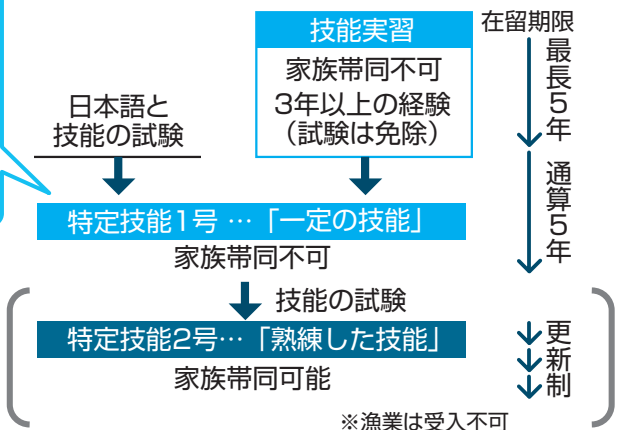 技能実習
在留期限
家族帯同不可
3年以上の経験
（試験は免除）
最長5年
日本語と
技能の試験
特定技能1号…「一定の技能」
家族帯同不可
通算5年
技能の試験
特定技能2号…「熟練した技能」
家族帯同可能
更新制
※漁業は受入不可